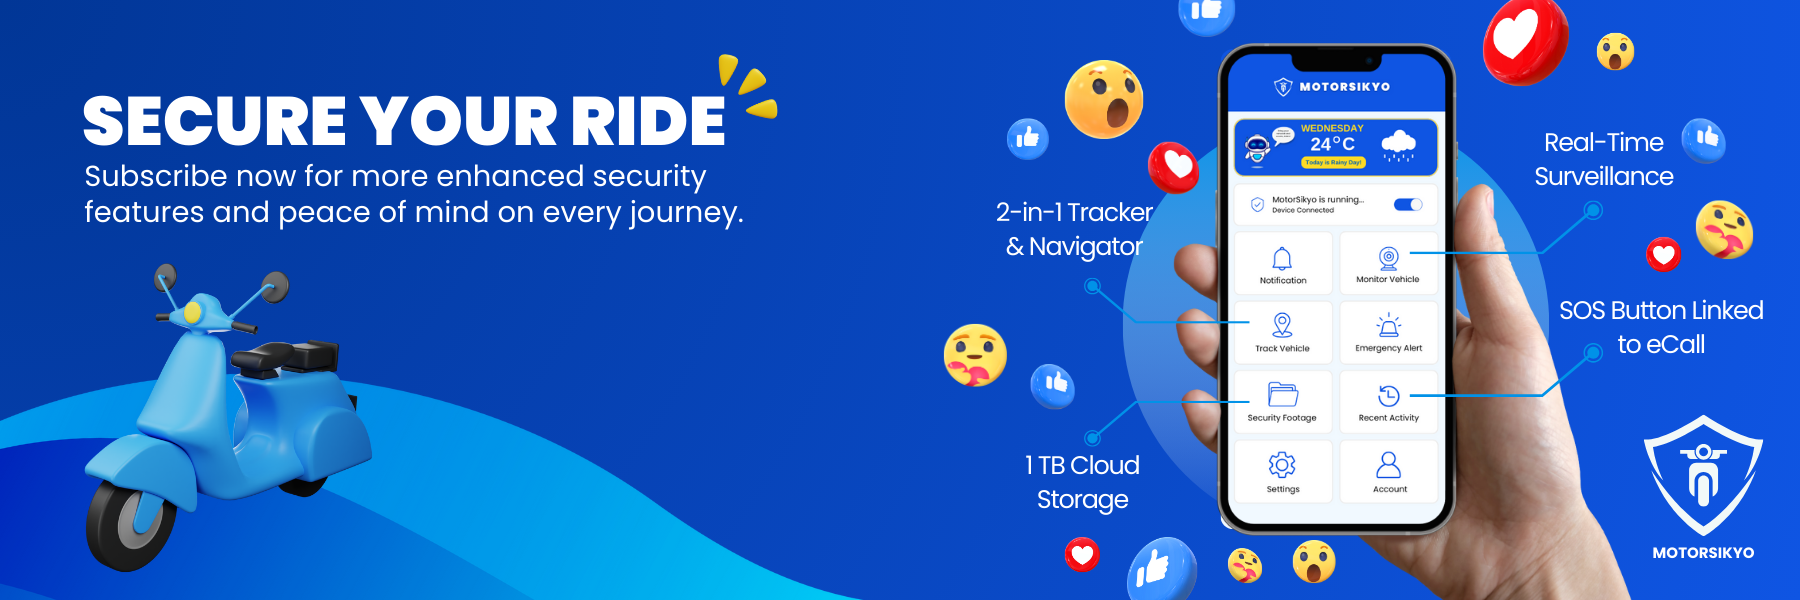 SECURE YOUR RIDE
Subscribe now for more enhanced security
features and peace of mind on every journey.
2-in-1 Tracker
& Navigator
1 TB Cloud
Storage
MOTORSIKYO
WEDNESDAY
24°C
Today is Rainy Day!
MotorSikyo is running...
Device Connected
Notification
Monitor Vehicle
Track Vehicle
Emergency Alert
Security Footage
Recent Activity
Settings
Account
Real-Time
Surveillance
SOS Button Linked
to eCall
MOTORSIKYO